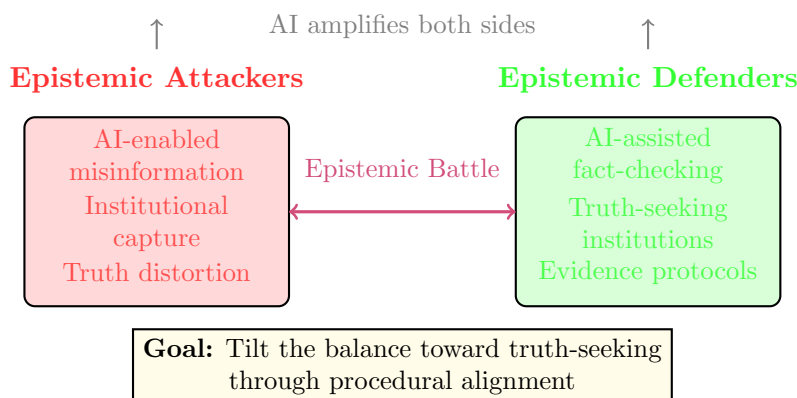 AI amplifies both sides
Epistemic Attackers
Epistemic Defenders
AI-enabled
misinformation
Institutional
capture
Truth distortion
Epistemic Battle
AI-assisted
fact-checking
Truth-seeking
institutions
Evidence protocols
Goal: Tilt the balance toward truth-seeking
through procedural alignment